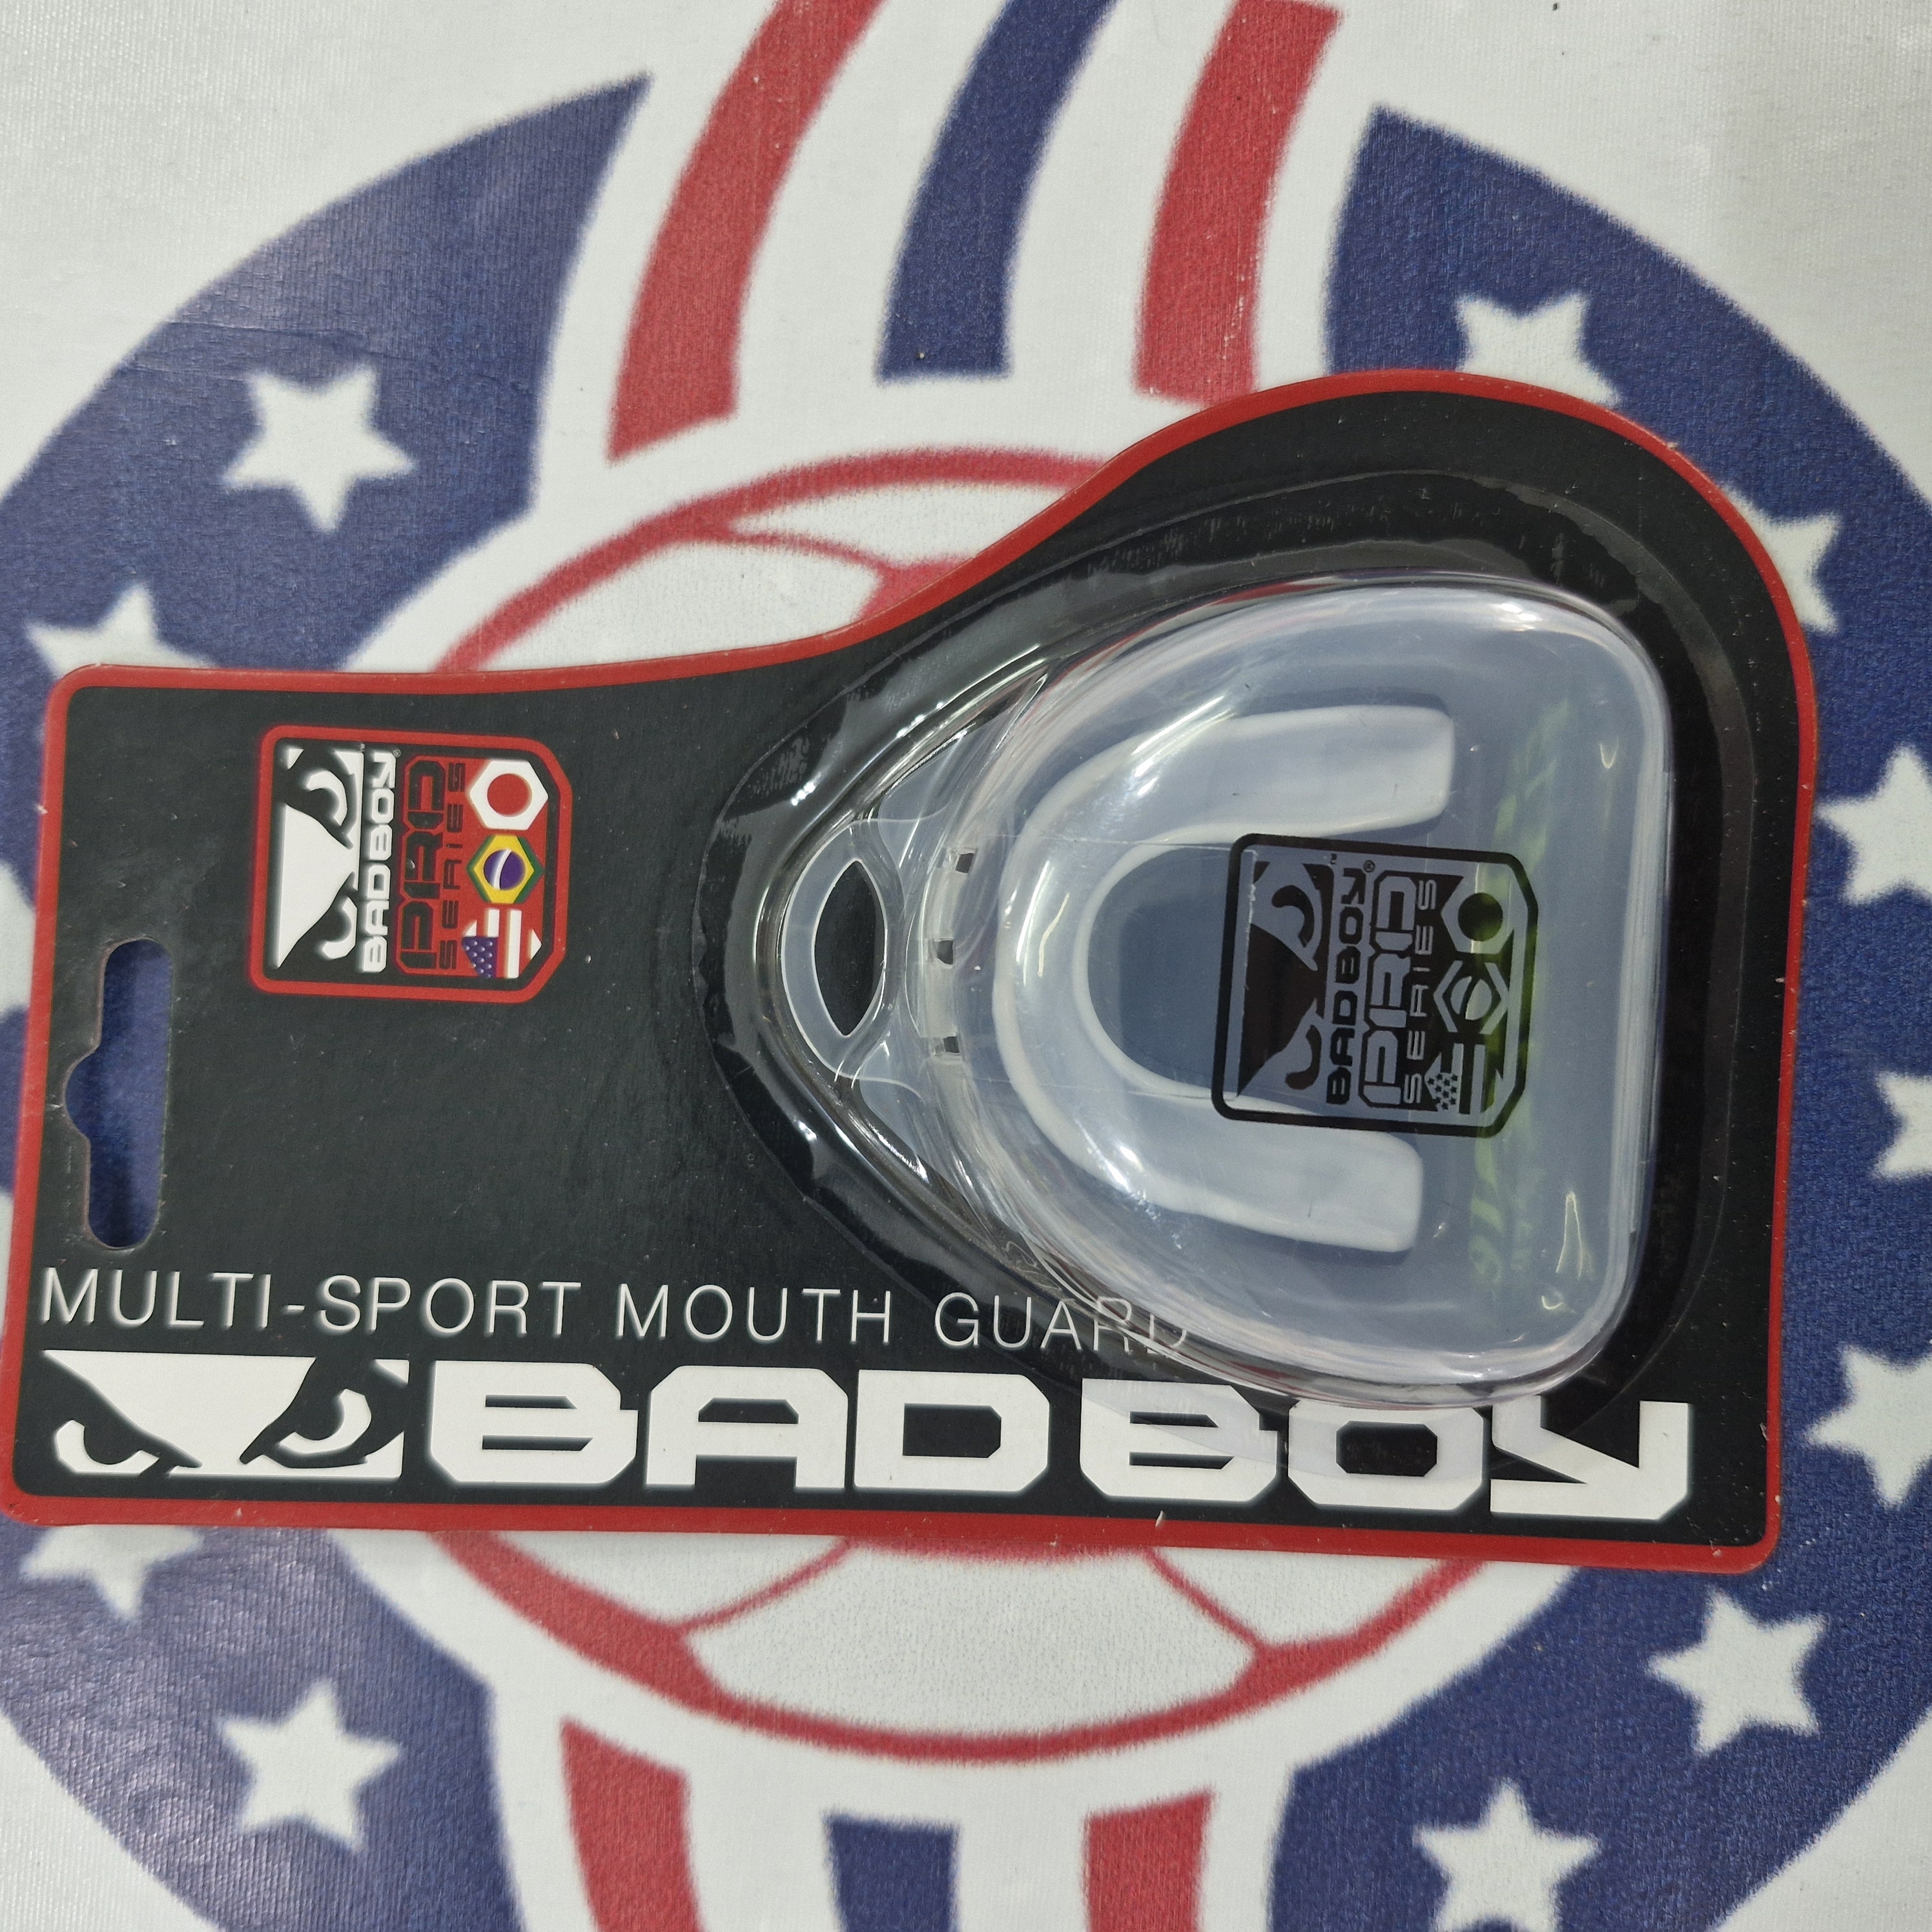 BAD BOY
PRO
SERIES
BAD BOY®
PRO
SERIES
MULTI-SPORT MOUTH GUARD
BAD BOY